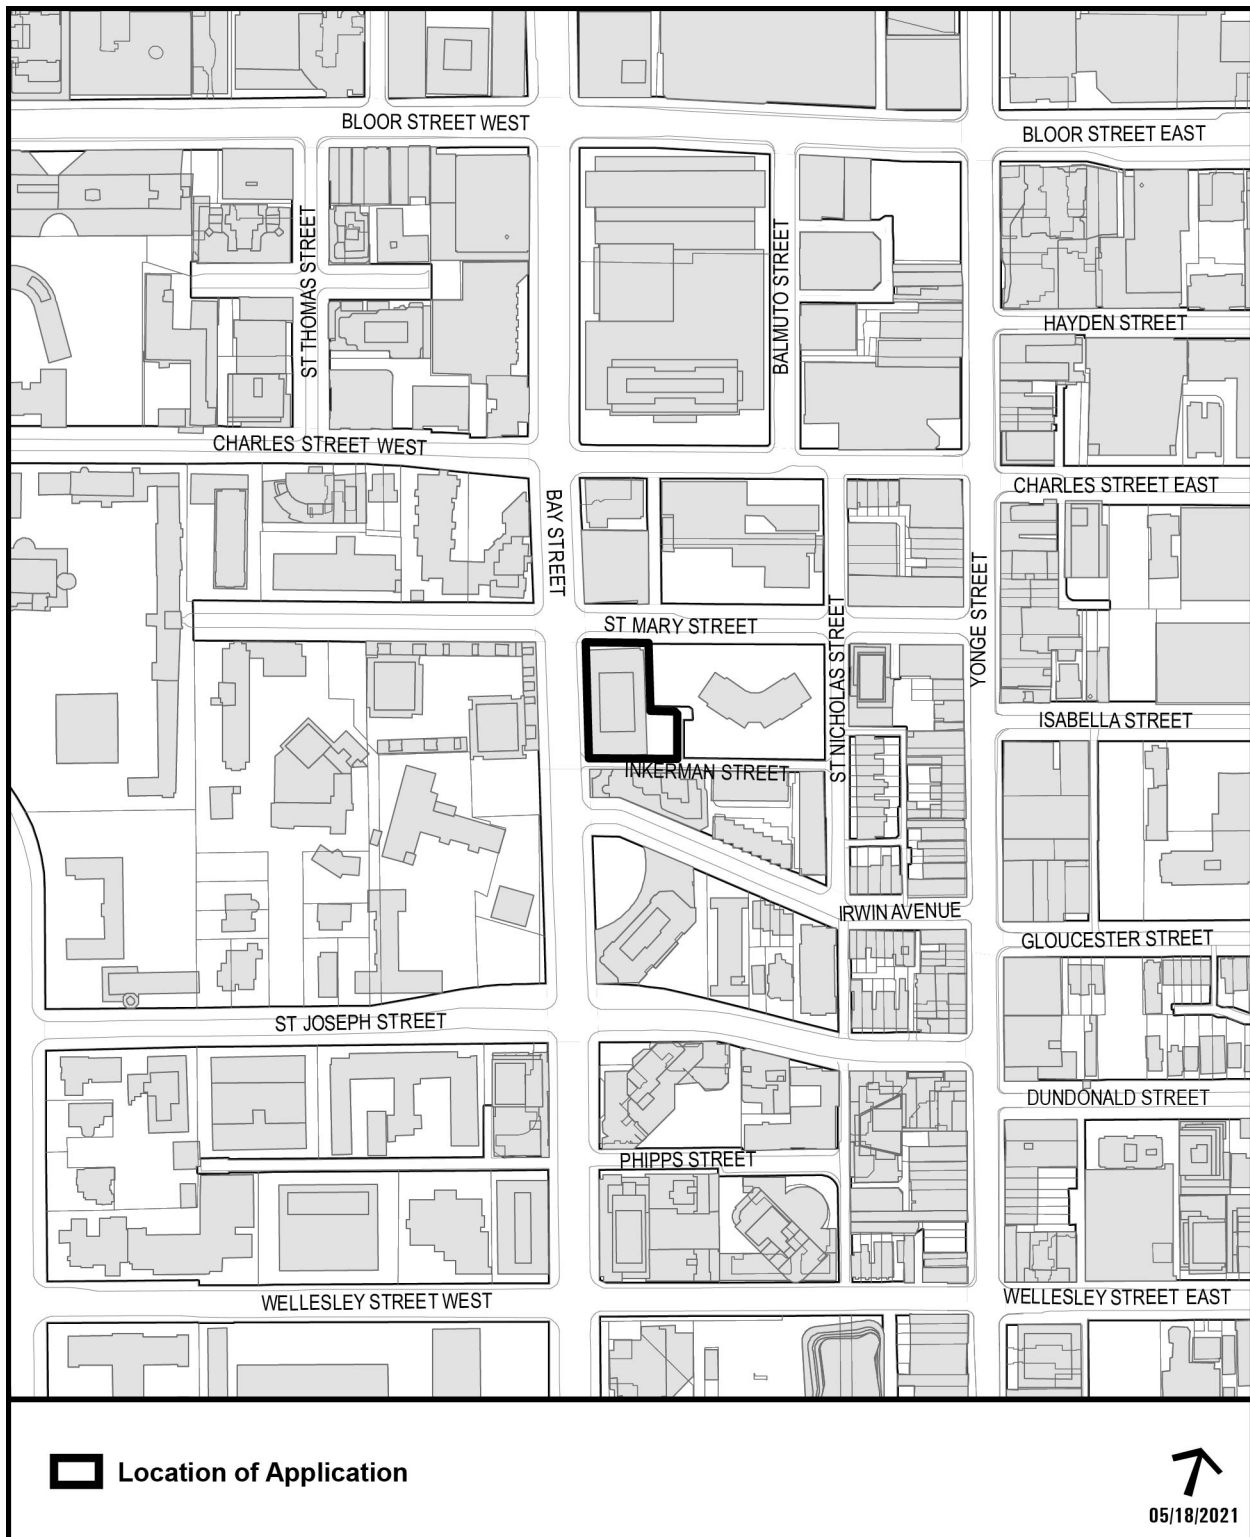 BLOOR STREET WEST
BLOOR STREET EAST
ST THOMAS STREET
BALMUTO STREET
HAYDEN STREET
CHARLES STREET WEST
CHARLES STREET EAST
BAY STREET
ST MARY STREET
ST NICHOLAS STREET
YONGE STREET
ISABELLA STREET
INKERMAN STREET
IRWIN AVENUE
GLOUCESTER STREET
ST JOSEPH STREET
DUNDONALD STREET
PHIPPS STREET
WELLESLEY STREET WEST
WELLESLEY STREET EAST
Location of Application
05/18/2021